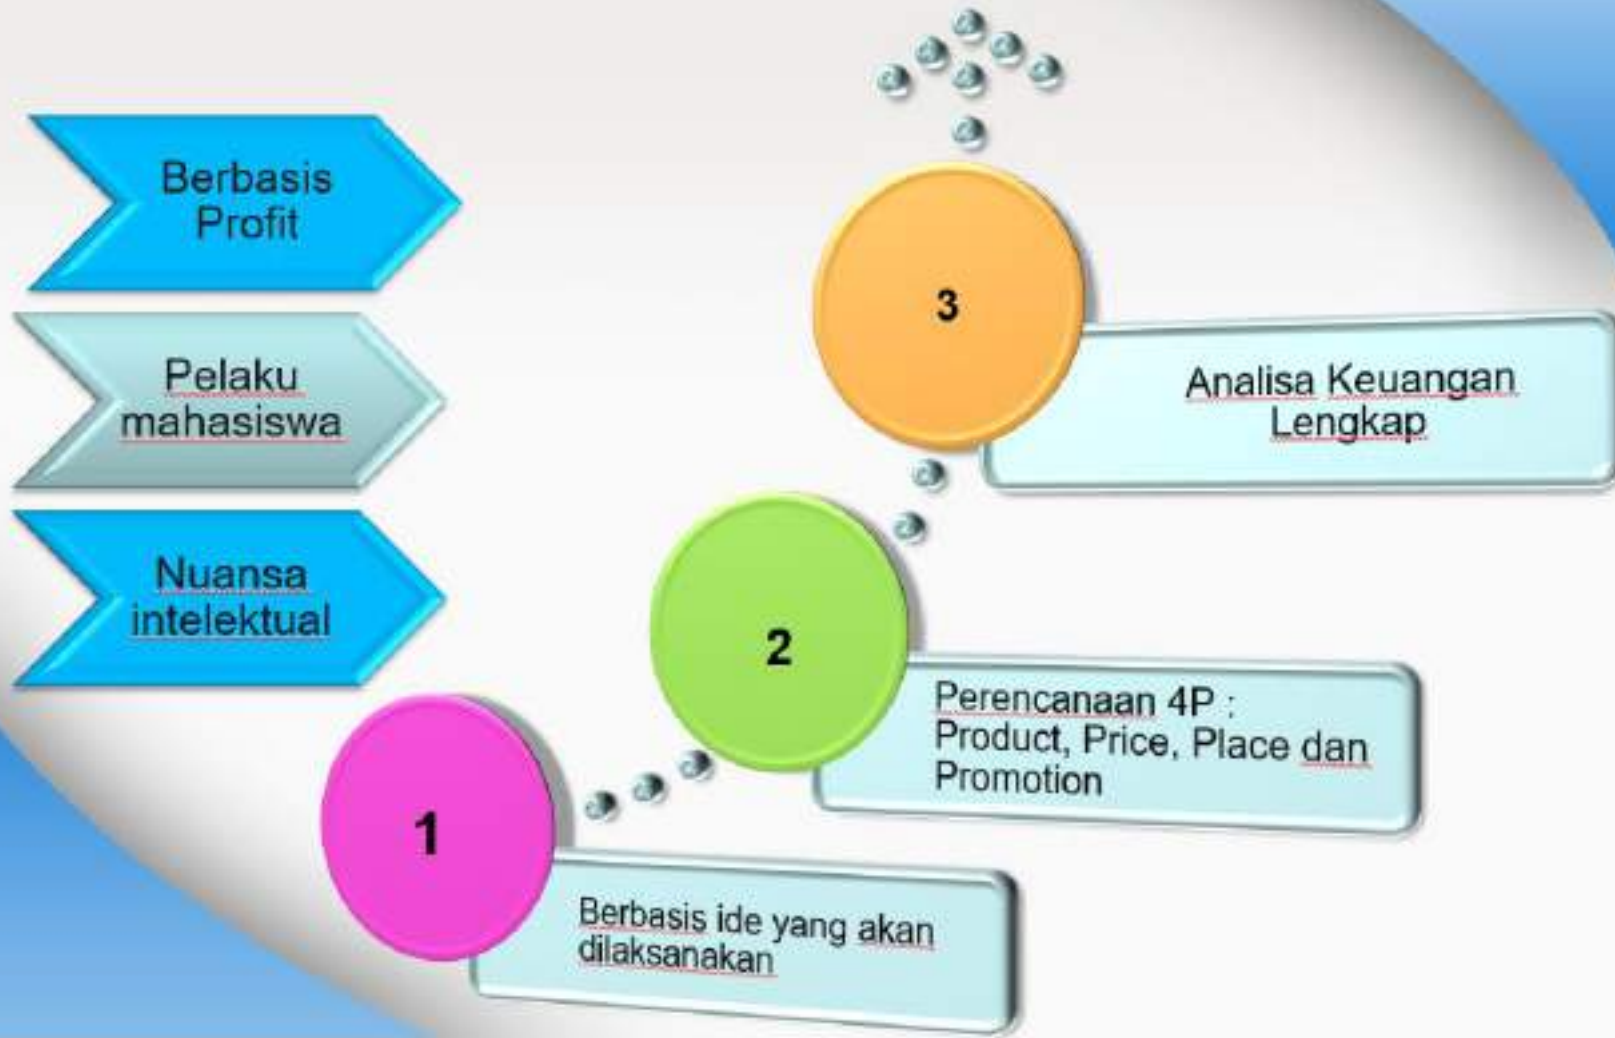 Berbasis
Profit
Pelaku
mahasiswa
Nuansa
intelektual
3
Analisa Keuangan
Lengkap
2
Perencanaan 4P :
Product, Price, Place dan
Promotion
1
Berbasis ide yang akan
dilaksanakan